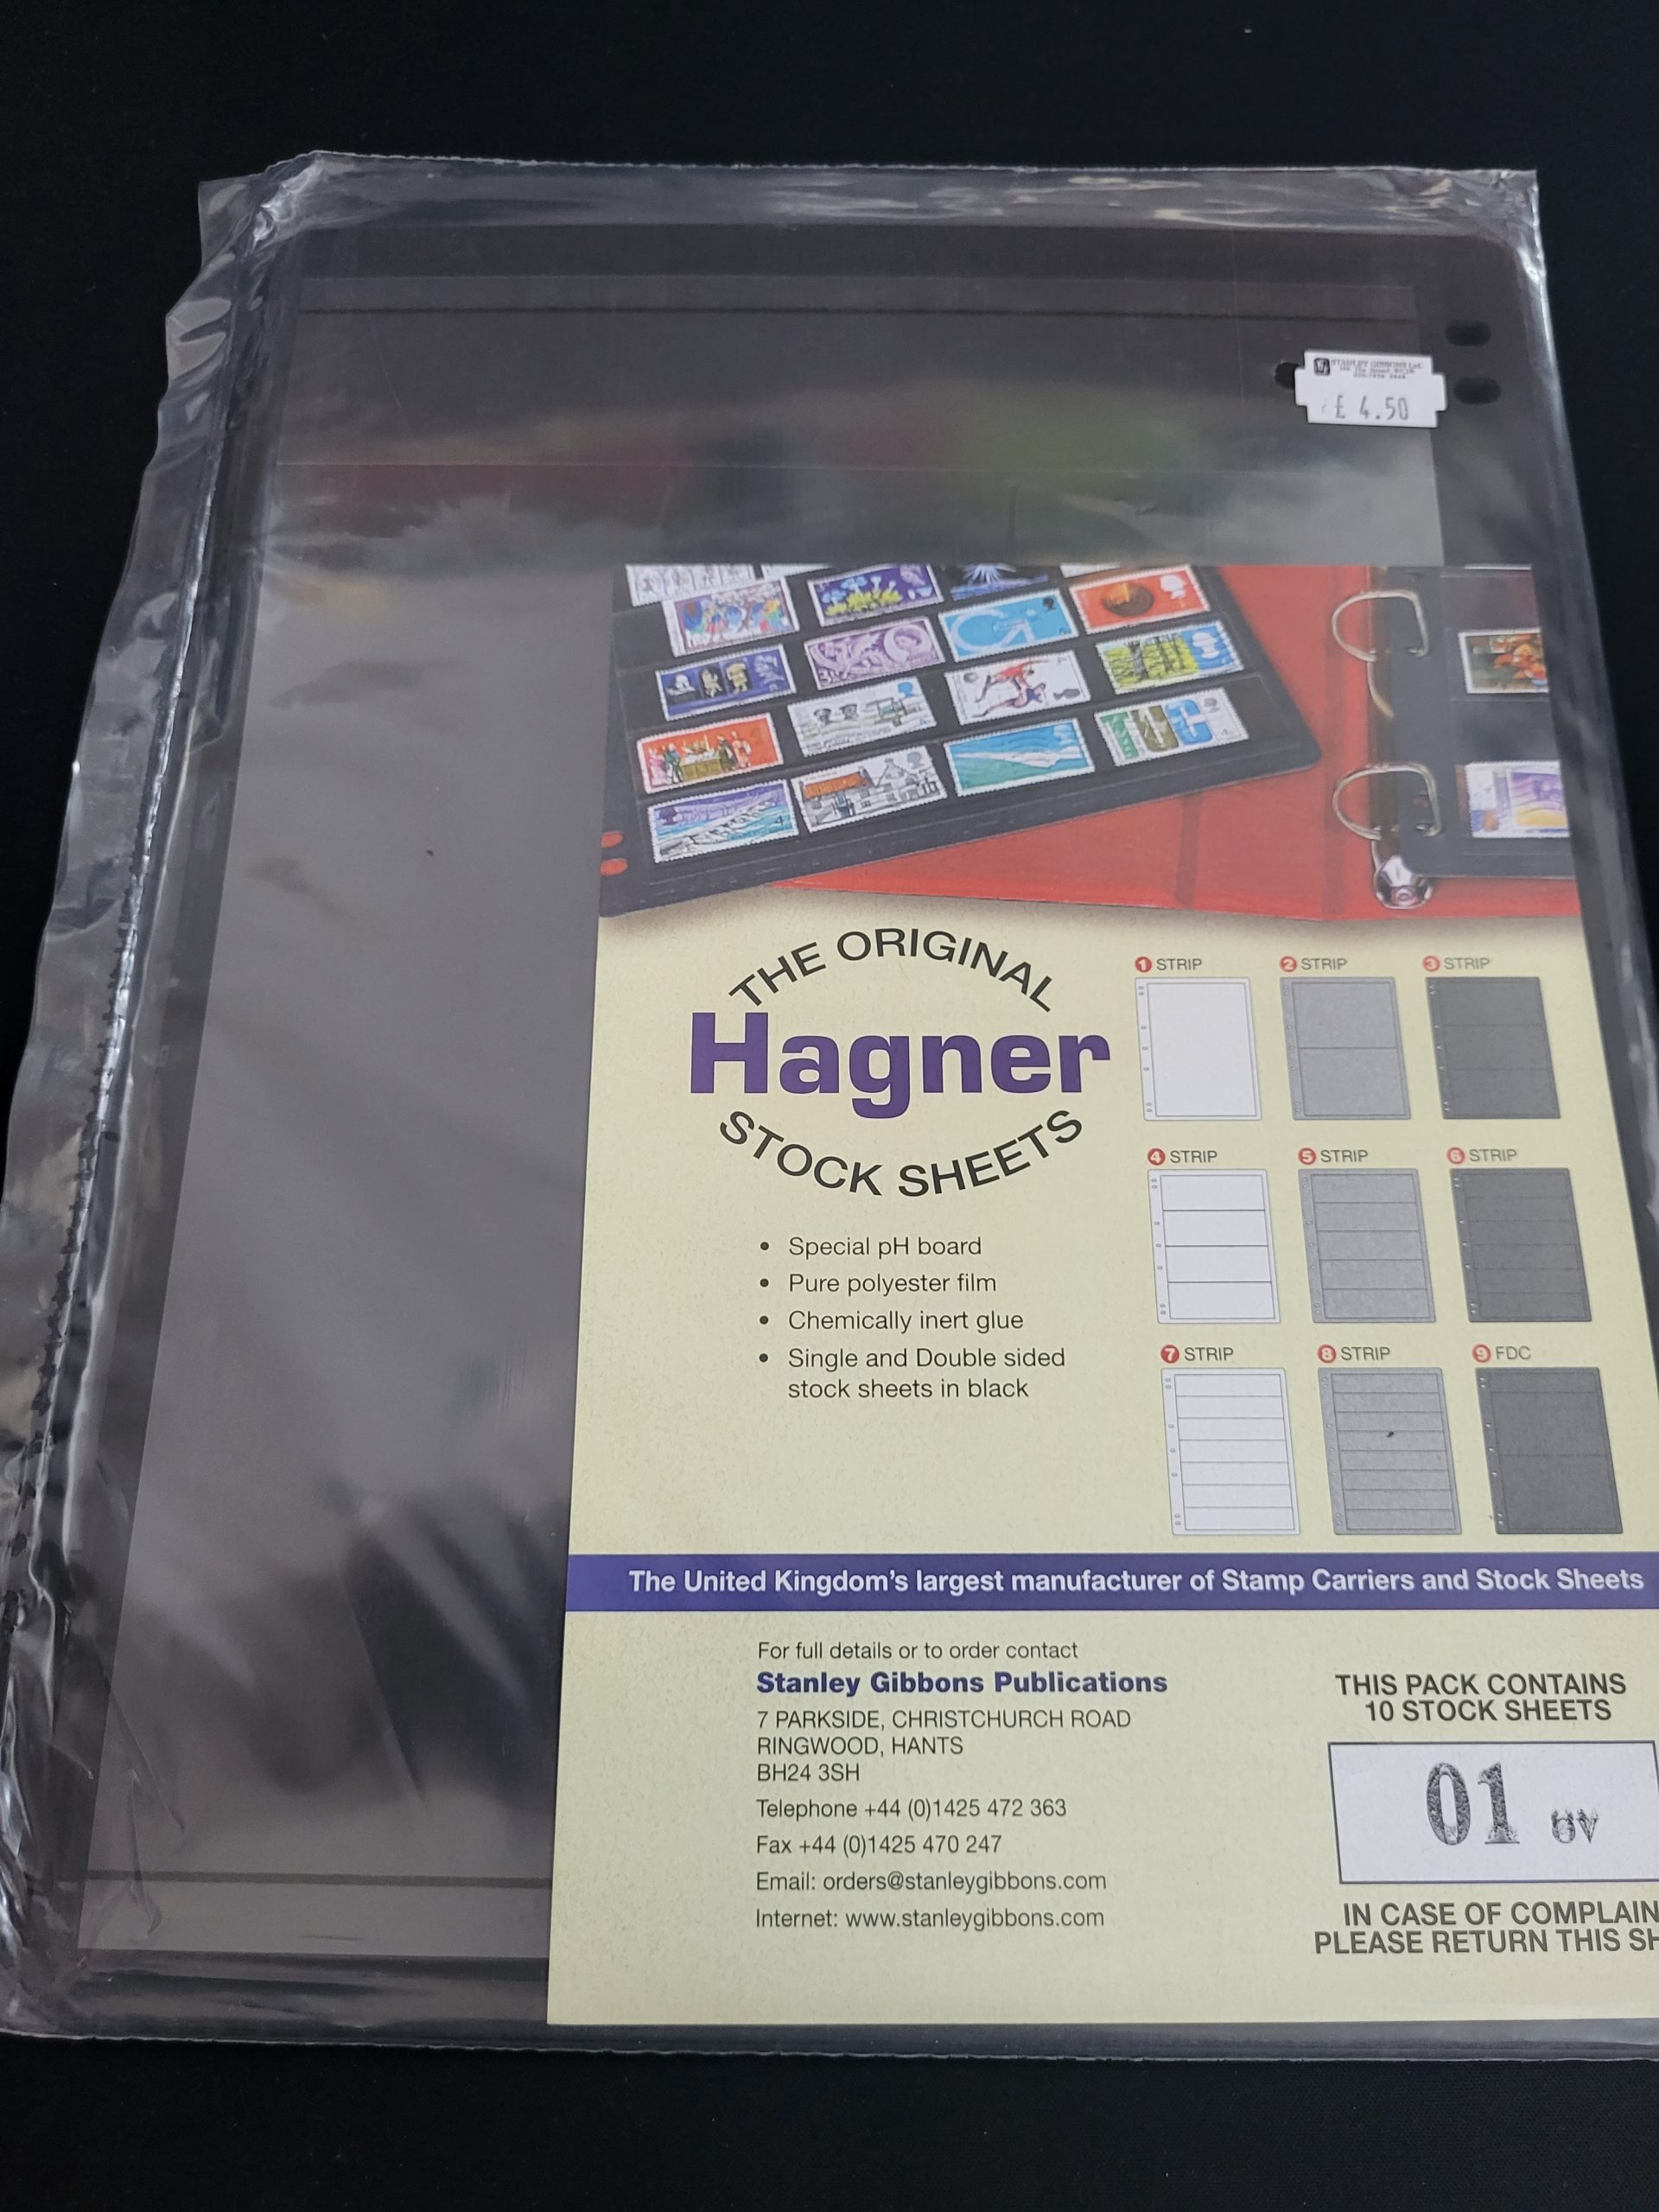 STANLEY GIBBONS Ltd.
£ 4.50
THE ORIGINAL
Hagner
STOCK SHEETS
• Special pH board
• Pure polyester film
• Chemically inert glue
• Single and Double sided
stock sheets in black
1 STRIP
2 STRIP
3 STRIP
4 STRIP
5 STRIP
6 STRIP
7 STRIP
8 STRIP
9 FDC
The United Kingdom's largest manufacturer of Stamp Carriers and Stock Sheets
For full details or to order contact
Stanley Gibbons Publications
7 PARKSIDE, CHRISTCHURCH ROAD
RINGWOOD, HANTS
BH24 3SH
Telephone +44 (0)1425 472 363
Fax +44 (0)1425 470 247
Email: orders@stanleygibbons.com
Internet: www.stanleygibbons.com
THIS PACK CONTAINS
10 STOCK SHEETS
01
IN CASE OF COMPLAIN
PLEASE RETURN THIS SH